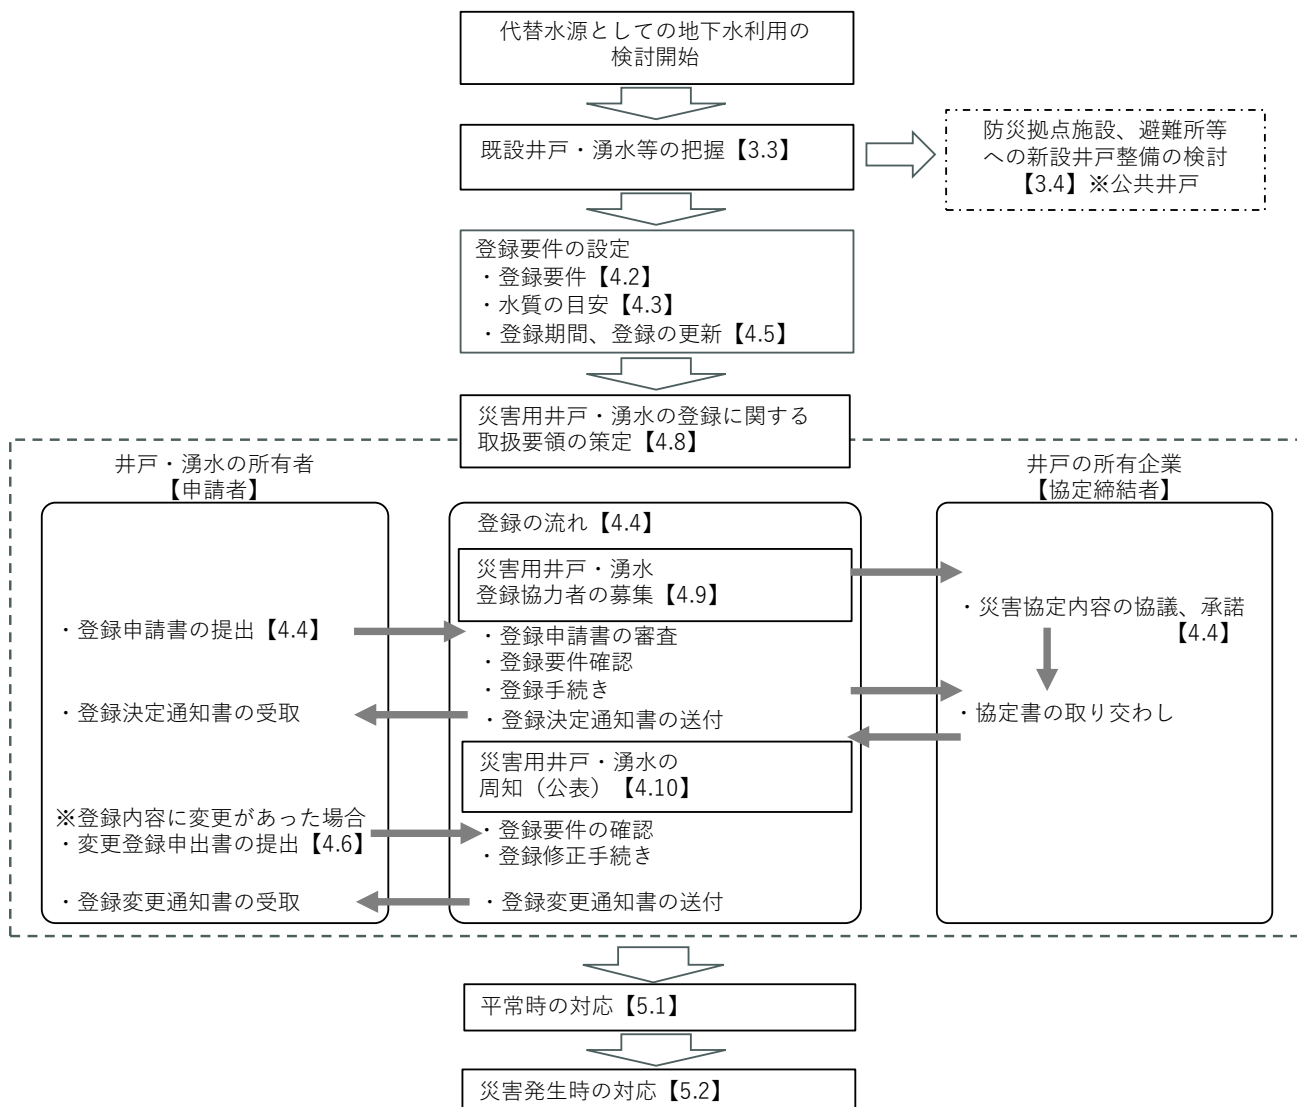 代替水源としての地下水利用の
検討開始
既設井戸・湧水等の把握【3.3】
防災拠点施設、避難所等
への新設井戸整備の検討
【3.4】※公共井戸
登録要件の設定
・登録要件【4.2】
・水質の目安【4.3】
・登録期間、登録の更新【4.5】
災害用井戸・湧水の登録に関する
取扱要領の策定【4.8】
井戸・湧水の所有者
【申請者】
・登録申請書の提出【4.4】
・登録決定通知書の受取
※登録内容に変更があった場合
・変更登録申出書の提出【4.6】
・登録変更通知書の受取
登録の流れ【4.4】
災害用井戸・湧水
登録協力者の募集【4.9】
・登録申請書の審査
・登録要件確認
・登録手続き
・登録決定通知書の送付
災害用井戸・湧水の
周知（公表）【4.10】
・登録要件の確認
・登録修正手続き
・登録変更通知書の送付
井戸の所有企業
【協定締結者】
・災害協定内容の協議、承諾
【4.4】
・協定書の取り交わし
平常時の対応【5.1】
災害発生時の対応【5.2】